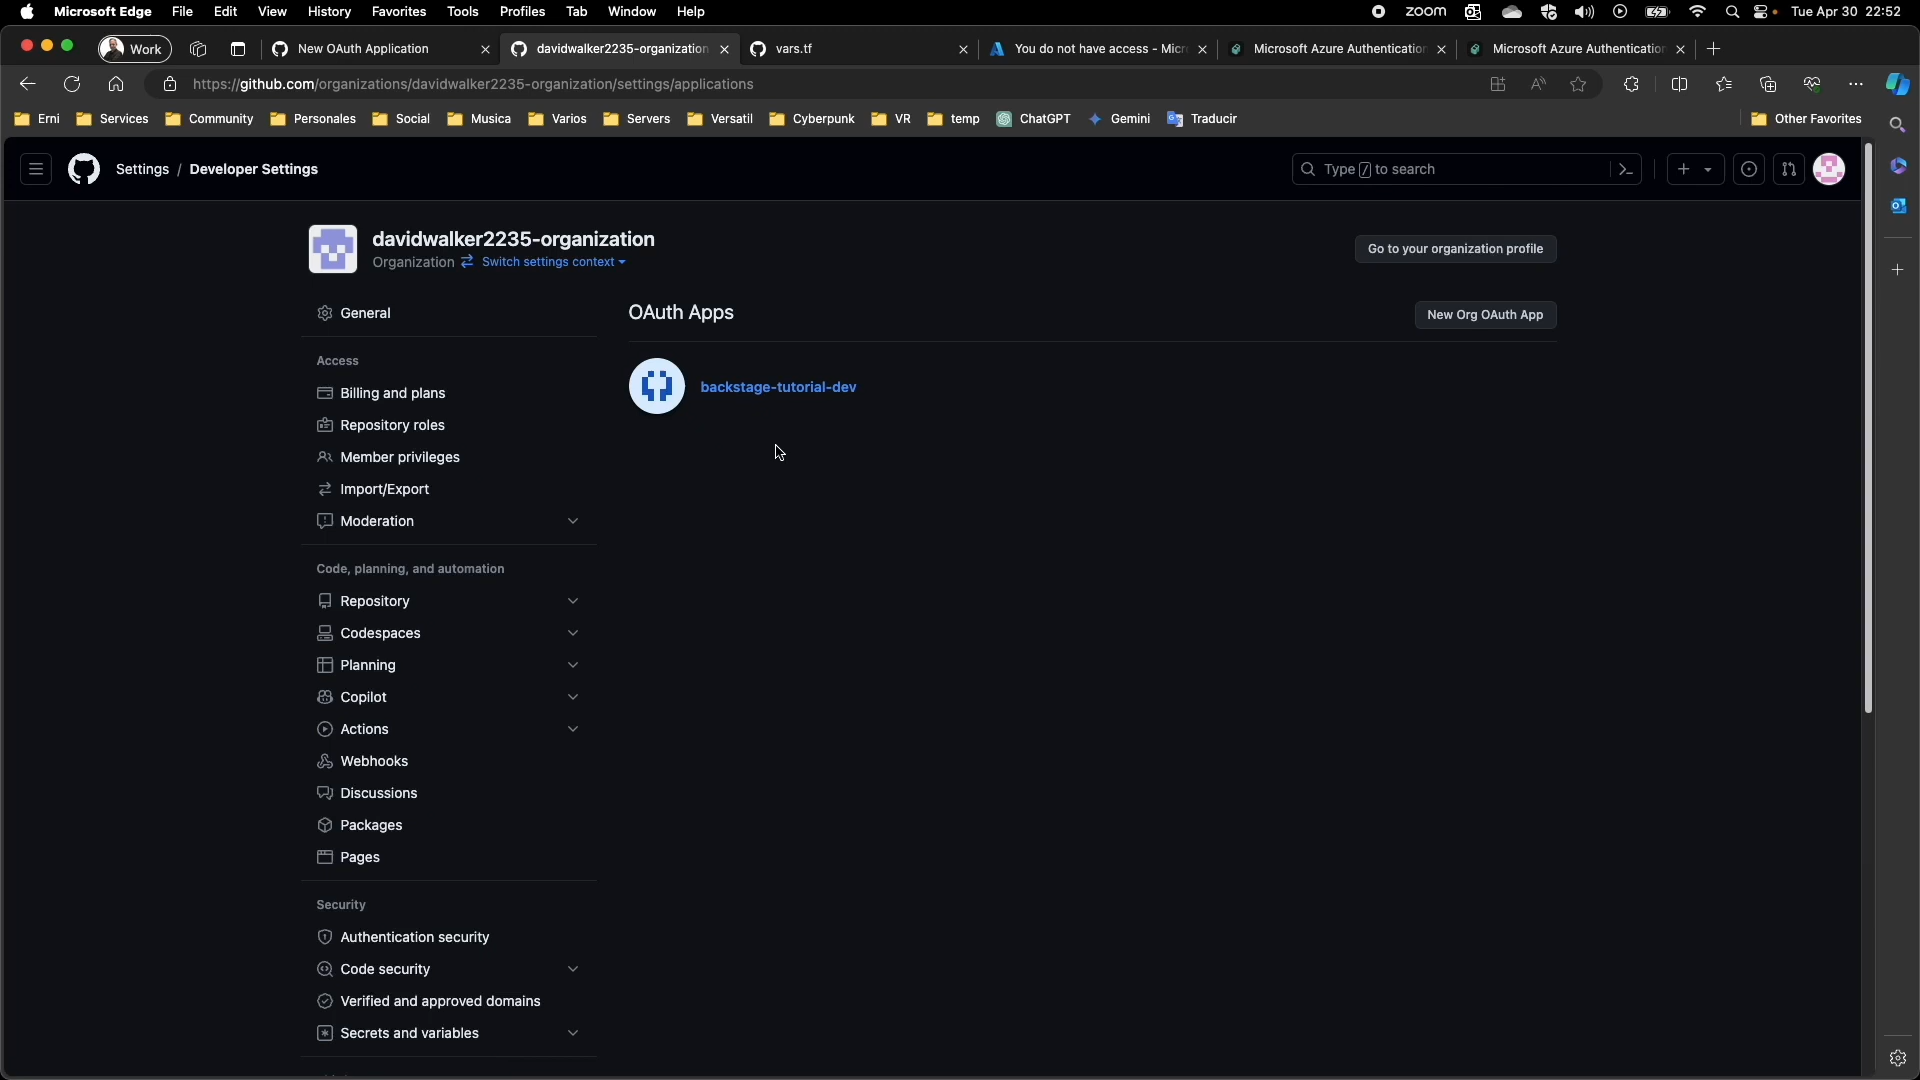 Microsoft Edge File Edit View History Favorites Tools Profiles Tab Window Help zoom Tue Apr 30 22:52
Work New OAuth Application davidwalker2235-organization vars.tf You do not have access - Micr Microsoft Azure Authentication Microsoft Azure Authentication
https://github.com/organizations/davidwalker2235-organization/settings/applications
Erni Services Community Personales Social Musica Varios Servers Versatil Cyberpunk VR temp ChatGPT Gemini Traducir Other Favorites
Settings / Developer Settings Type / to search
davidwalker2235-organization
Organization Switch settings context Go to your organization profile
General OAuth Apps New Org OAuth App
Access
backstage-tutorial-dev
Billing and plans
Repository roles
Member privileges
Import/Export
Moderation
Code, planning, and automation
Repository
Codespaces
Planning
Copilot
Actions
Webhooks
Discussions
Packages
Pages
Security
Authentication security
Code security
Verified and approved domains
Secrets and variables